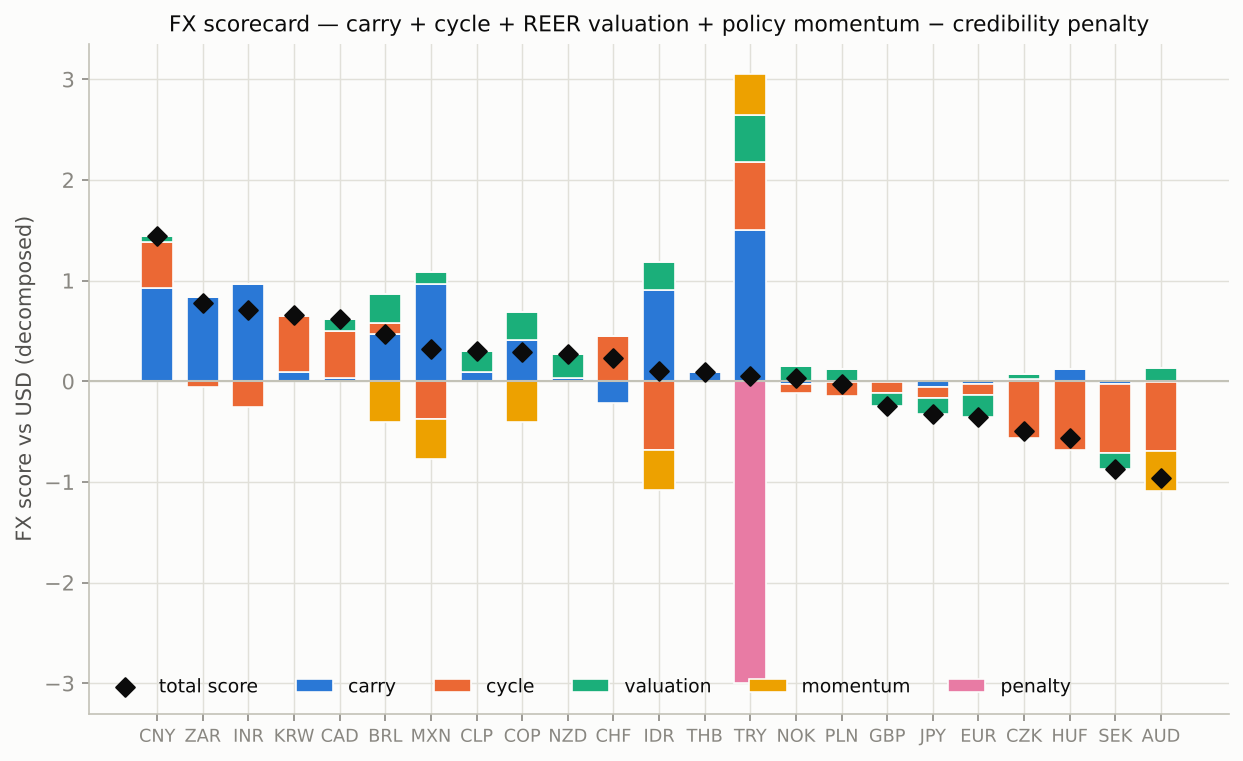 FX scorecard — carry + cycle + REER valuation + policy momentum − credibility penalty
FX score vs USD (decomposed)
3
2
1
0
−1
−2
−3
total score carry cycle valuation momentum penalty
CNY ZAR INR KRW CAD BRL MXN CLP COP NZD CHF IDR THB TRY NOK PLN GBP JPY EUR CZK HUF SEK AUD